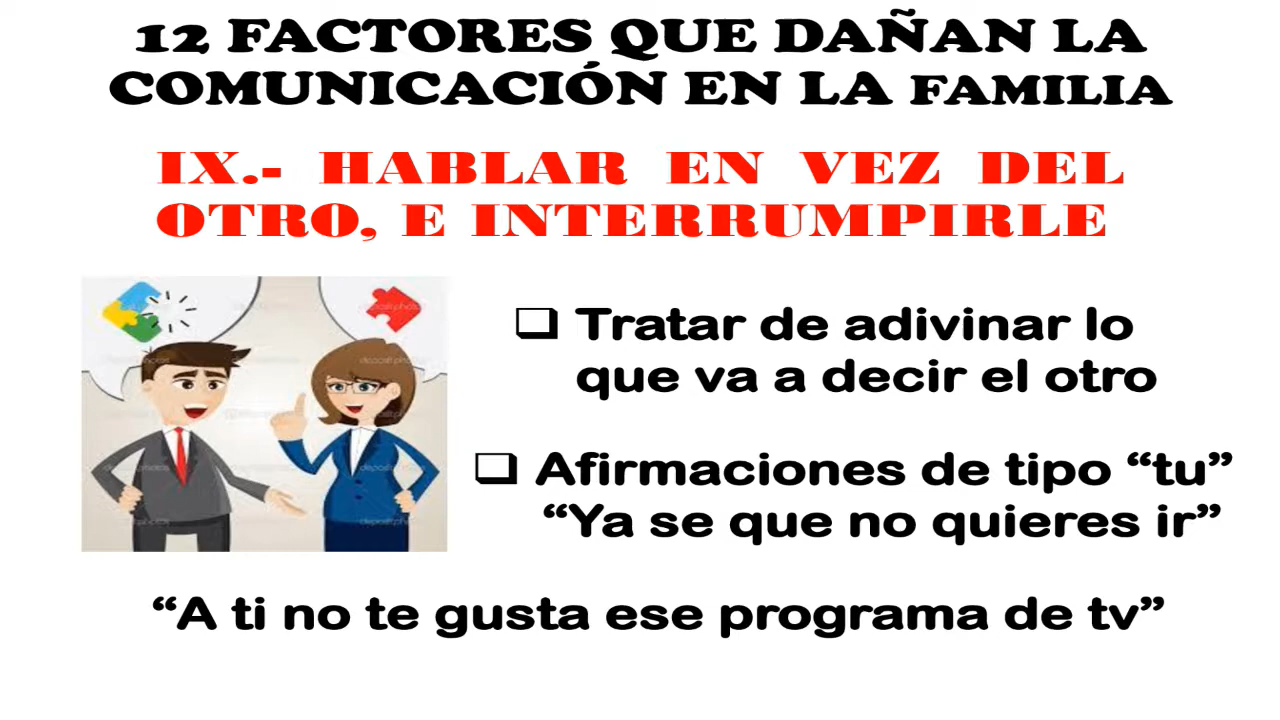 12 FACTORES QUE DAÑAN LA
COMUNICACIÓN EN LA FAMILIA
IX.- HABLAR EN VEZ DEL
OTRO, E INTERRUMPIRLE
❑ Tratar de adivinar lo
que va a decir el otro
❑ Afirmaciones de tipo “tu”
“Ya se que no quieres ir”
“A ti no te gusta ese programa de tv”